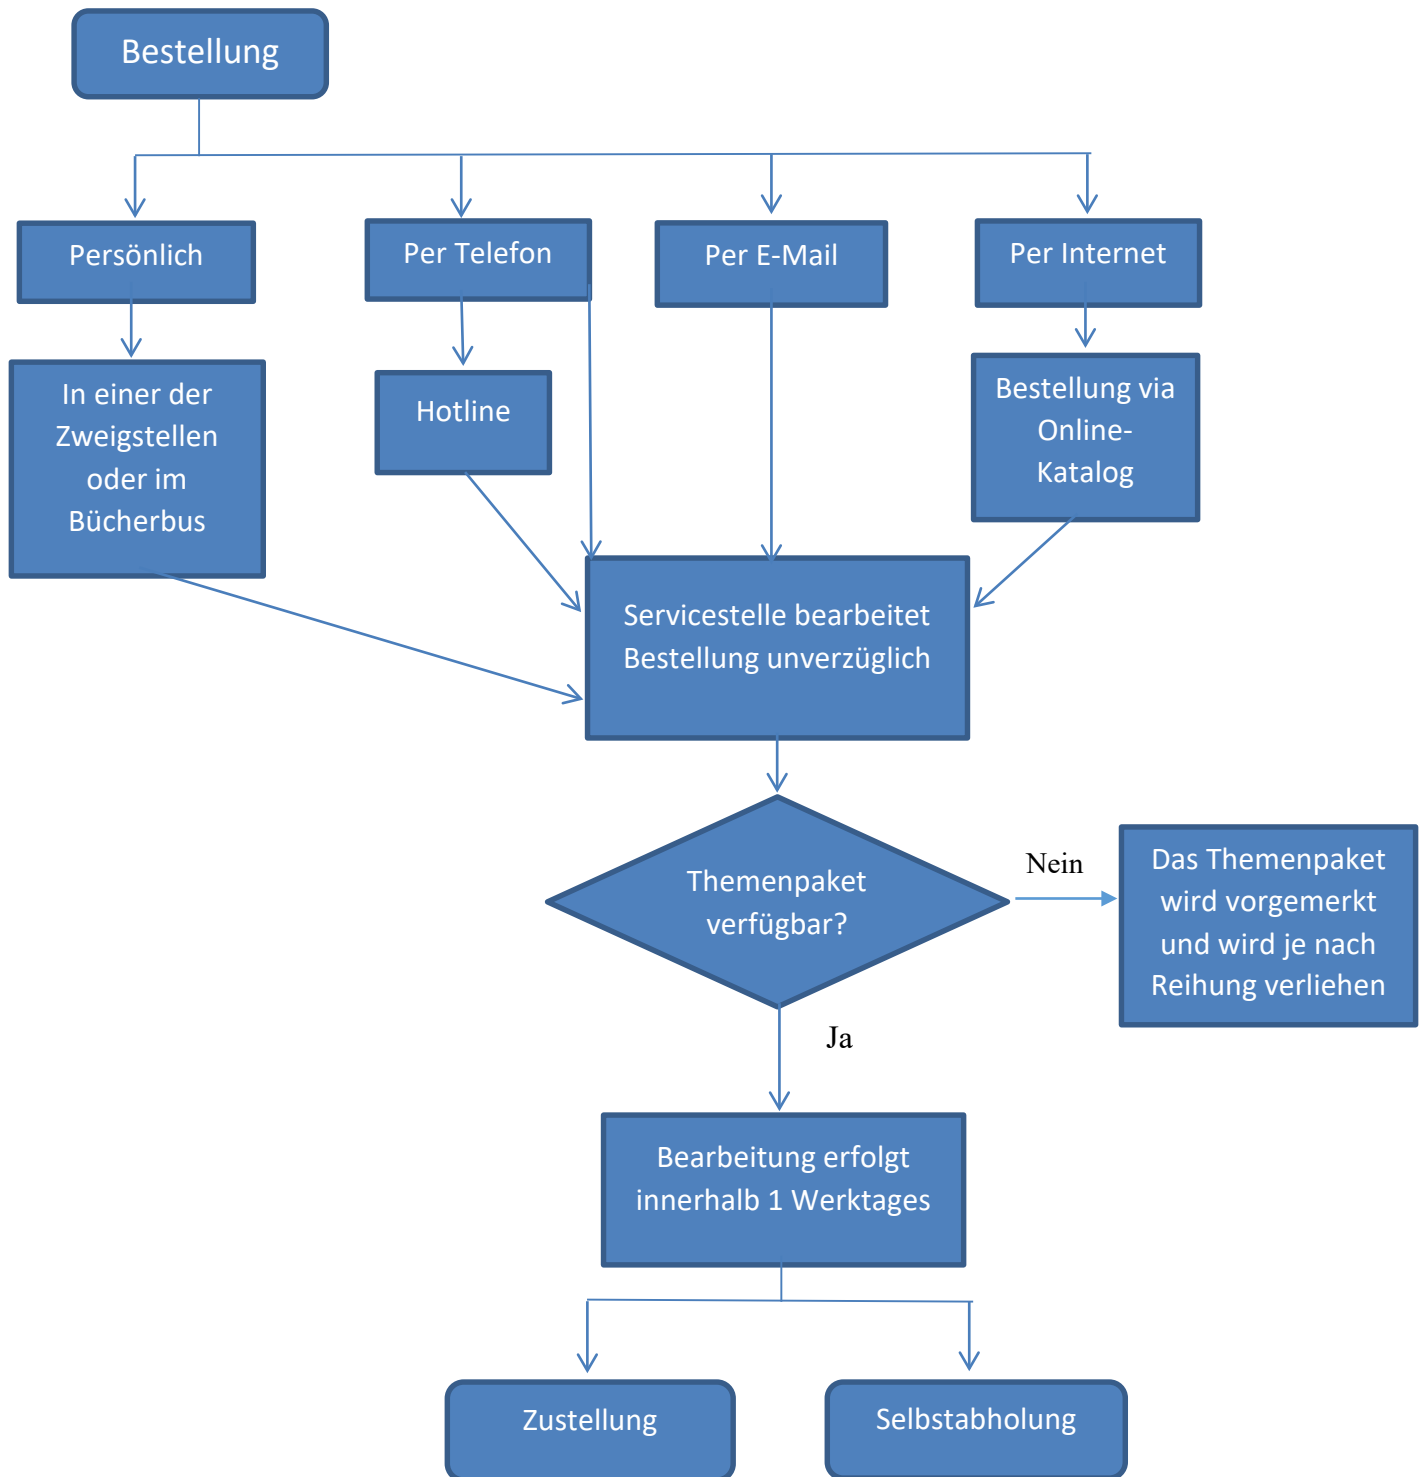 Bestellung
Persönlich
Per Telefon
Per E-Mail
Per Internet
In einer der
Zweigstellen
oder im
Bücherbus
Hotline
Bestellung via
Online-
Katalog
Servicestelle bearbeitet
Bestellung unverzüglich
Themenpaket
verfügbar?
Nein
Das Themenpaket
wird vorgemerkt
und wird je nach
Reihung verliehen
Ja
Bearbeitung erfolgt
innerhalb 1 Werktages
Zustellung
Selbstabholung